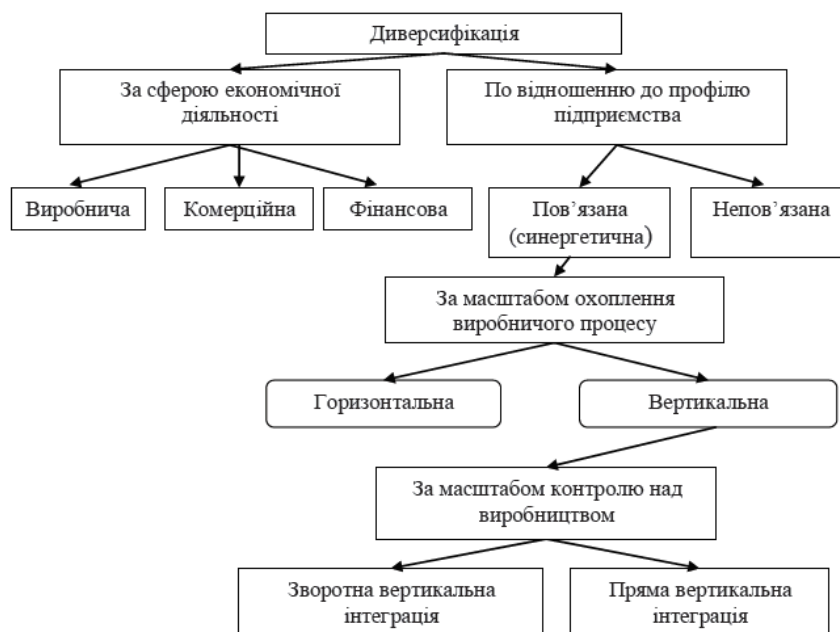 Диверсифікація
За сферою економічної
діяльності
По відношенню до профілю
підприємства
Виробнича
Комерційна
Фінансова
Пов’язана
(синергетична)
Непов’язана
За масштабом охоплення
виробничого процесу
Горизонтальна
Вертикальна
За масштабом контролю над
виробництвом
Зворотна вертикальна
інтеграція
Пряма вертикальна
інтеграція